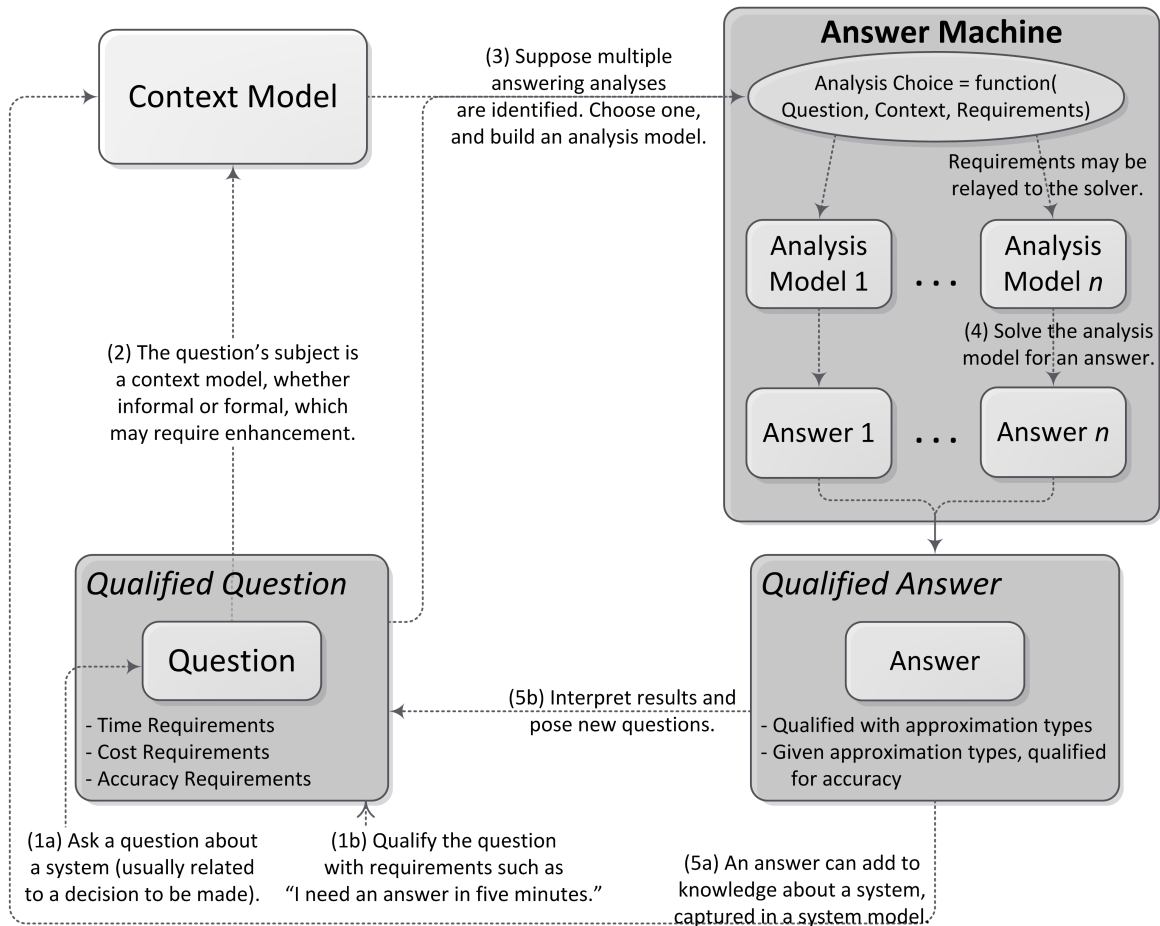 Context Model
(3) Suppose multiple
answering analyses
are identified. Choose one,
and build an analysis model.
Answer Machine
Analysis Choice = function(
Question, Context, Requirements)
Requirements may be
relayed to the solver.
Analysis
Model 1
. . .
Analysis
Model n
(4) Solve the analysis
model for an answer.
Answer 1
. . .
Answer n
(2) The question’s subject is
a context model, whether
informal or formal, which
may require enhancement.
Qualified Question
Question
- Time Requirements
- Cost Requirements
- Accuracy Requirements
(5b) Interpret results and
pose new questions.
Qualified Answer
Answer
- Qualified with approximation types
- Given approximation types, qualified
for accuracy
(1a) Ask a question about
a system (usually related
to a decision to be made).
(1b) Qualify the question
with requirements such as
“I need an answer in five minutes.”
(5a) An answer can add to
knowledge about a system,
captured in a system model.